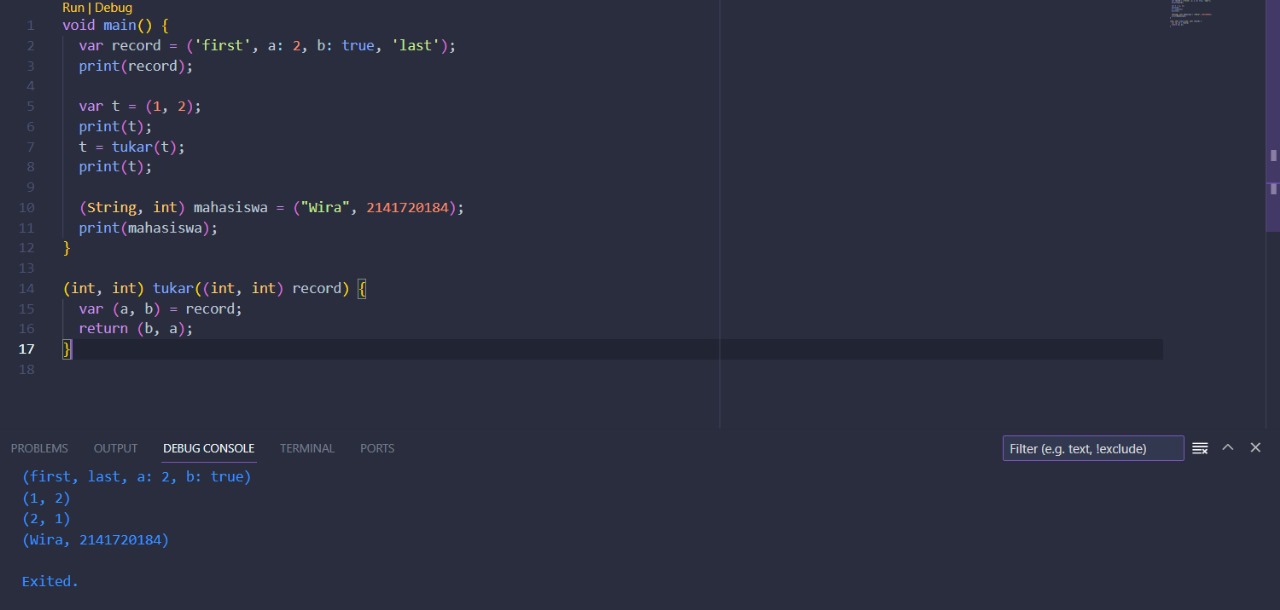 Run | Debug
1 void main() {
2 var record = ('first', a: 2, b: true, 'last');
3 print(record);
4
5 var t = (1, 2);
6 print(t);
7 t = tukar(t);
8 print(t);
9
10 (String, int) mahasiswa = ("Wira", 2141720184);
11 print(mahasiswa);
12 }
13
14 (int, int) tukar((int, int) record) {
15 var (a, b) = record;
16 return (b, a);
17 }
18
PROBLEMS OUTPUT DEBUG CONSOLE TERMINAL PORTS Filter (e.g. text, !exclude)
(first, last, a: 2, b: true)
(1, 2)
(2, 1)
(Wira, 2141720184)
Exited.